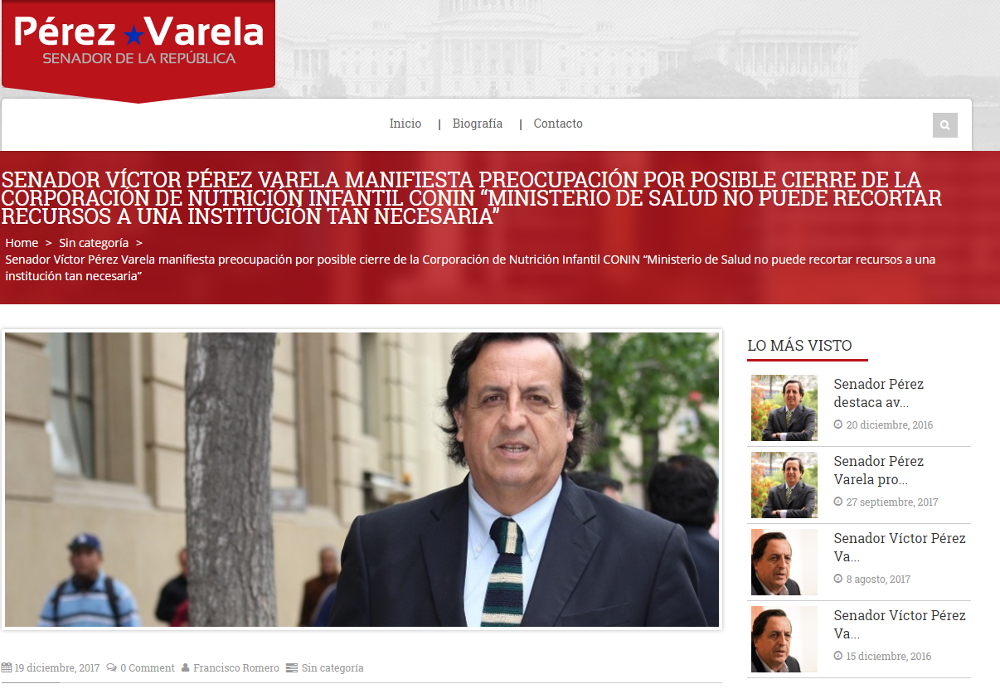 Pérez Varela
SENADOR DE LA REPÚBLICA
Inicio | Biografía | Contacto
SENADOR VÍCTOR PÉREZ VARELA MANIFIESTA PREOCUPACIÓN POR POSIBLE CIERRE DE LA
CORPORACIÓN DE NUTRICIÓN INFANTIL CONIN “MINISTERIO DE SALUD NO PUEDE RECORTAR
RECURSOS A UNA INSTITUCIÓN TAN NECESARIA”
Home > Sin categoría >
Senador Víctor Pérez Varela manifiesta preocupación por posible cierre de la Corporación de Nutrición Infantil CONIN “Ministerio de Salud no puede recortar recursos a una
institución tan necesaria”
19 diciembre, 2017 0 Comment Francisco Romero Sin categoría
LO MÁS VISTO
Senador Pérez
destaca av...
20 diciembre, 2016
Senador Pérez
Varela pro...
27 septiembre, 2017
Senador Víctor Pérez
Va...
8 agosto, 2017
Senador Víctor Pérez
Va...
15 diciembre, 2016